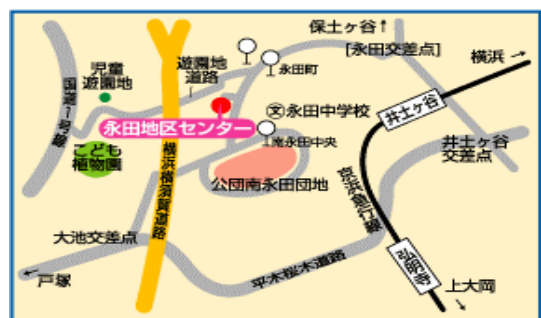 保土ヶ谷↑
[永田交差点]
横浜→
児童
遊園地
遊園地
道路
永田町
国道一号線
文
永田中学校
井土ヶ谷
永田地区センター
南永田中央
井土ヶ谷
交差点
こども
植物園
横浜横須賀道路
公団南永田団地
京浜急行線
大池交差点
平木桜木道路
弘明寺
←
戸塚
上大岡
↘